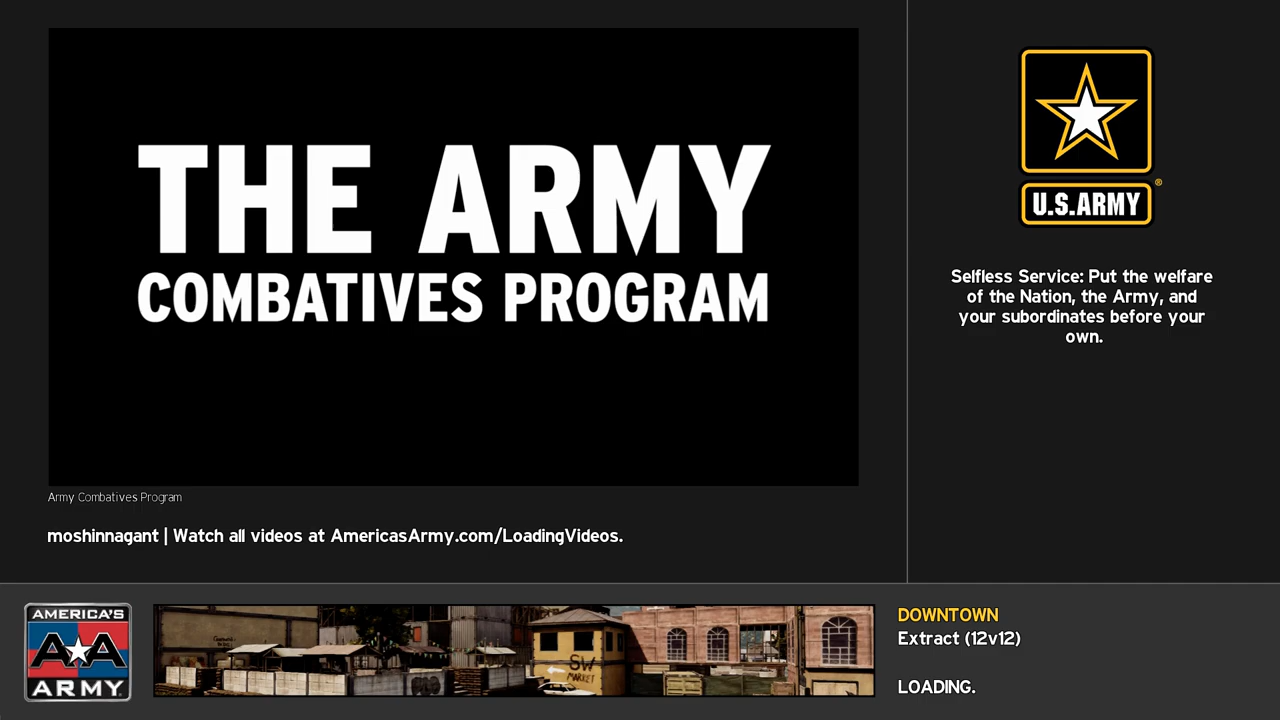 THE ARMY
COMBATIVES PROGRAM
Army Combatives Program
moshinnagant | Watch all videos at AmericasArmy.com/LoadingVideos.
U.S.ARMY
®
Selfless Service: Put the welfare
of the Nation, the Army, and
your subordinates before your
own.
AMERICA'S
AA
ARMY
SW
MARKET
DOWNTOWN
Extract (12v12)
LOADING.